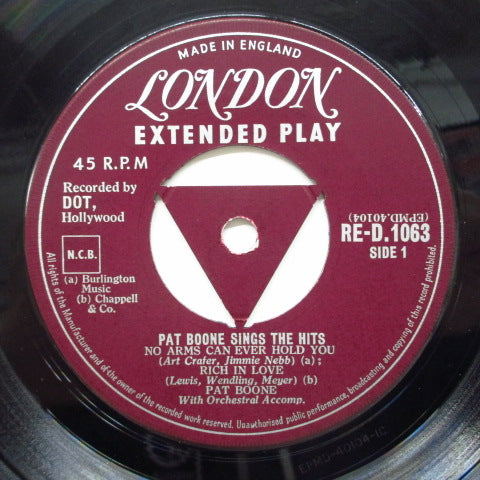 MADE IN ENGLAND
LONDON
EXTENDED PLAY
45 R.P.M
Recorded by
DOT,
Hollywood
N.C.B.
(a) Burlington
Music
(b) Chappell
& Co.
(EPMD.40104)
RE-D.1063
SIDE 1
PAT BOONE SINGS THE HITS
NO ARMS CAN EVER HOLD YOU
(Art Crafer, Jimmie Nebb) (a);
RICH IN LOVE
(Lewis, Wendling, Meyer) (b)
PAT BOONE
With Orchestral Accomp.
All rights of the Manufacturer and of the owner of the recorded work reserved. Unauthorised public performance, broadcasting and copying of this record prohibited.
EPMD-40104-1C